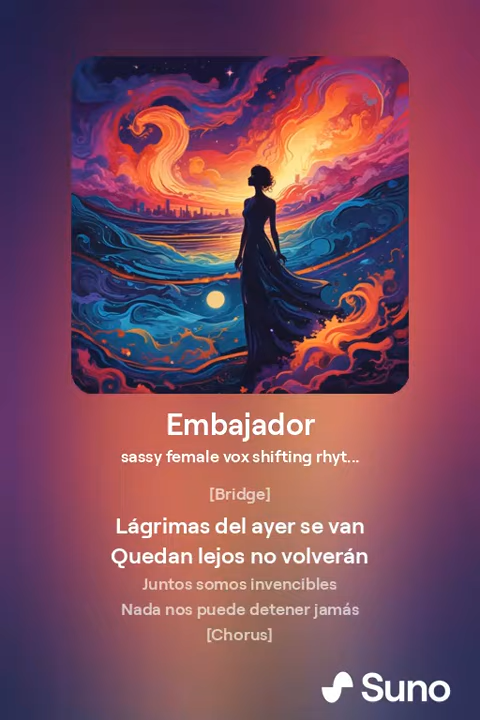 Embajador
sassy female vox shifting rhyt...
[Bridge]
Lágrimas del ayer se van
Quedan lejos no volverán
Juntos somos invencibles
Nada nos puede detener jamás
[Chorus]
Suno